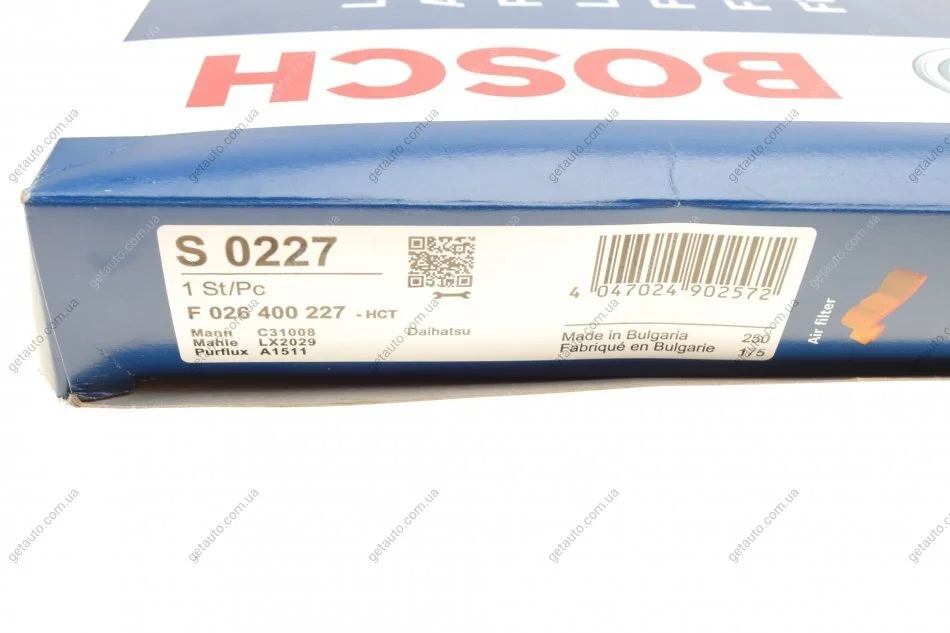 BOSCH
S 0227
1 St/Pc
F 026 400 227 - HCT
Mann C31008 Daihatsu
Mahle LX2029
Purflux A1511
4 047024 902572
Made in Bulgaria 250
Fabriqué en Bulgarie 175
Air filter
getauto.com.ua